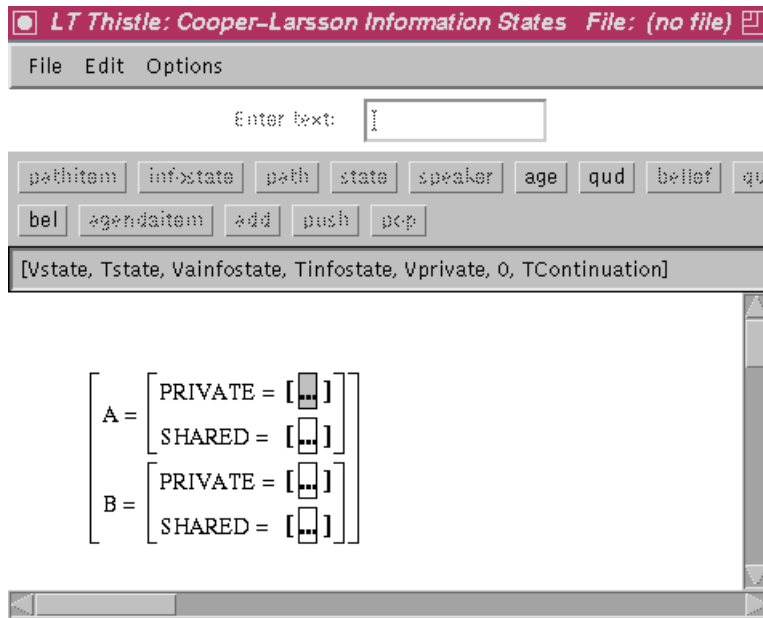 LT Thistle: Cooper–Larsson Information States File: (no file)
File Edit Options
Enter text:
pathitem infostate path state speaker age qud belief qu
bel agendaitem add push pop
[Vstate, Tstate, Vainfostate, Tinfostate, Vprivate, 0, TContinuation]
PRIVATE = [...]
A =
SHARED = [...]
PRIVATE = [...]
B =
SHARED = [...]